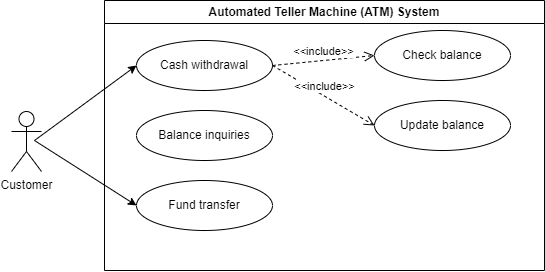 Automated Teller Machine (ATM) System
Cash withdrawal
<<include>>
Check balance
<<include>>
Update balance
Balance inquiries
Customer
Fund transfer